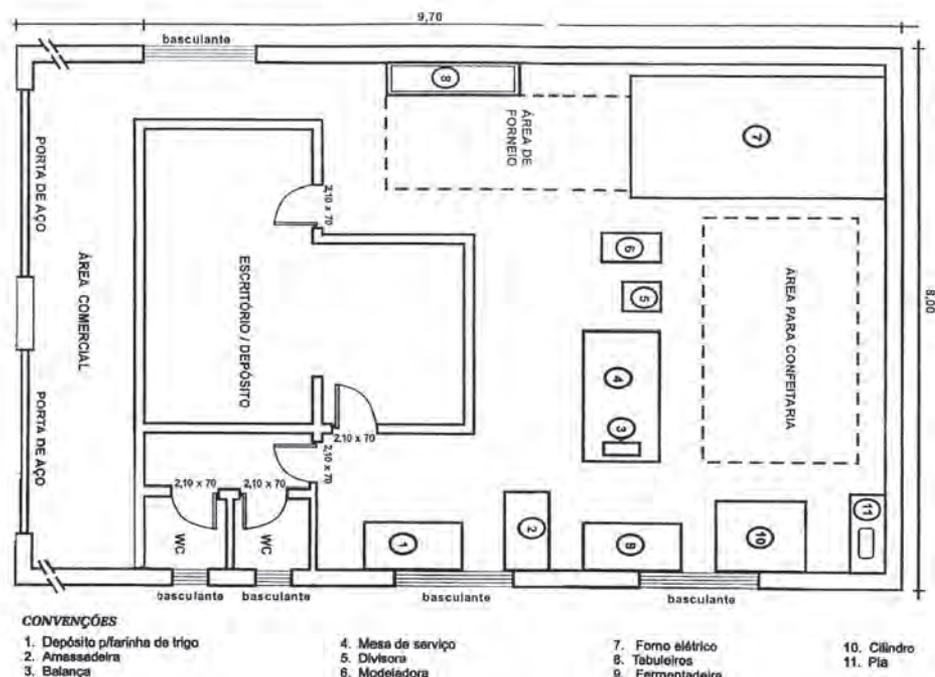 9,70
basculante
8
ÁREA DE
FORNEIO
7
PORTA DE AÇO
2,10 x 70
6
5
ÁREA COMERCIAL
ESCRITÓRIO / DEPÓSITO
ÁREA PARA CONFEITARIA
8,00
4
3
PORTA DE AÇO
2,10 x 70
2,10 x 70
2,10 x 70
2,10 x 70
WC
WC
1
2
9
10
11
basculante
basculante
basculante
basculante
CONVENÇÕES
1. Depósito p/farinha de trigo
2. Amassadeira
3. Balança
4. Mesa de serviço
5. Divisora
6. Modeladora
7. Forno elétrico
8. Tabuleiros
9. Fermentadeira
10. Cilindro
11. Pia